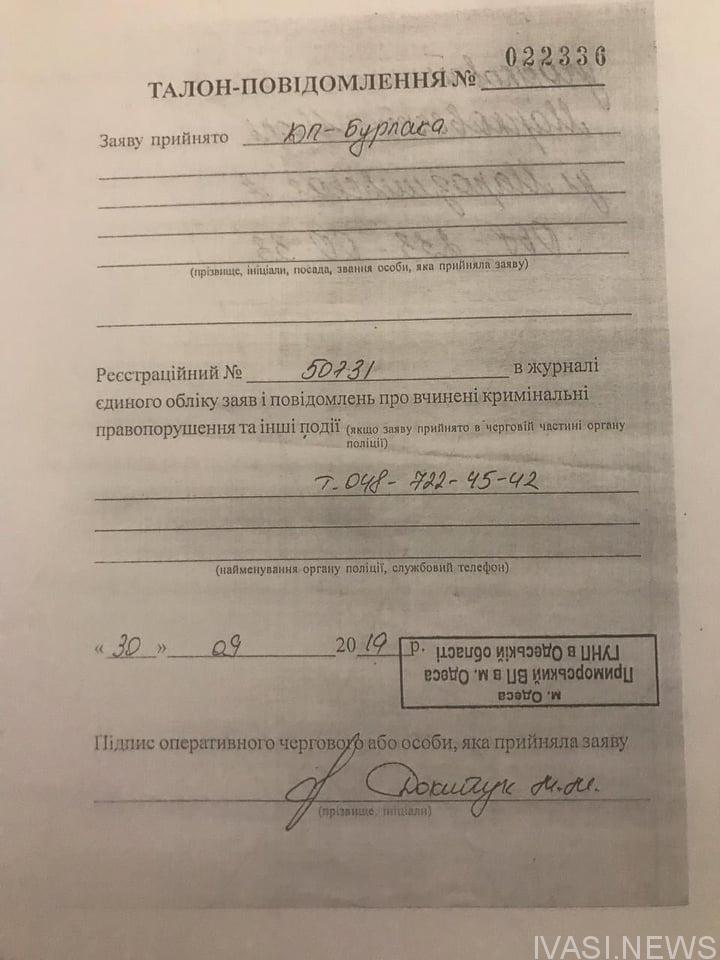 022336
ТАЛОН-ПОВІДОМЛЕННЯ №
Заяву прийнято ЮП- Бурлака
(прізвище, ініціали, посада, звання особи, яка прийняла заяву)
Реєстраційний № 50731 в журналі
єдиного обліку заяв і повідомлень про вчинені кримінальні
правопорушення та інші події (якщо заяву прийнято в черговій частині органу
поліції)
т. 048- 722-45-42
(найменування органу поліції, службовий телефон)
« 30 » 09 2019 р.
м. Одеса
Приморський ВП в м. Одеса
ГУНП в Одеській області
Підпис оперативного чергового або особи, яка прийняла заяву
(прізвище, ініціали)
IVASI.NEWS